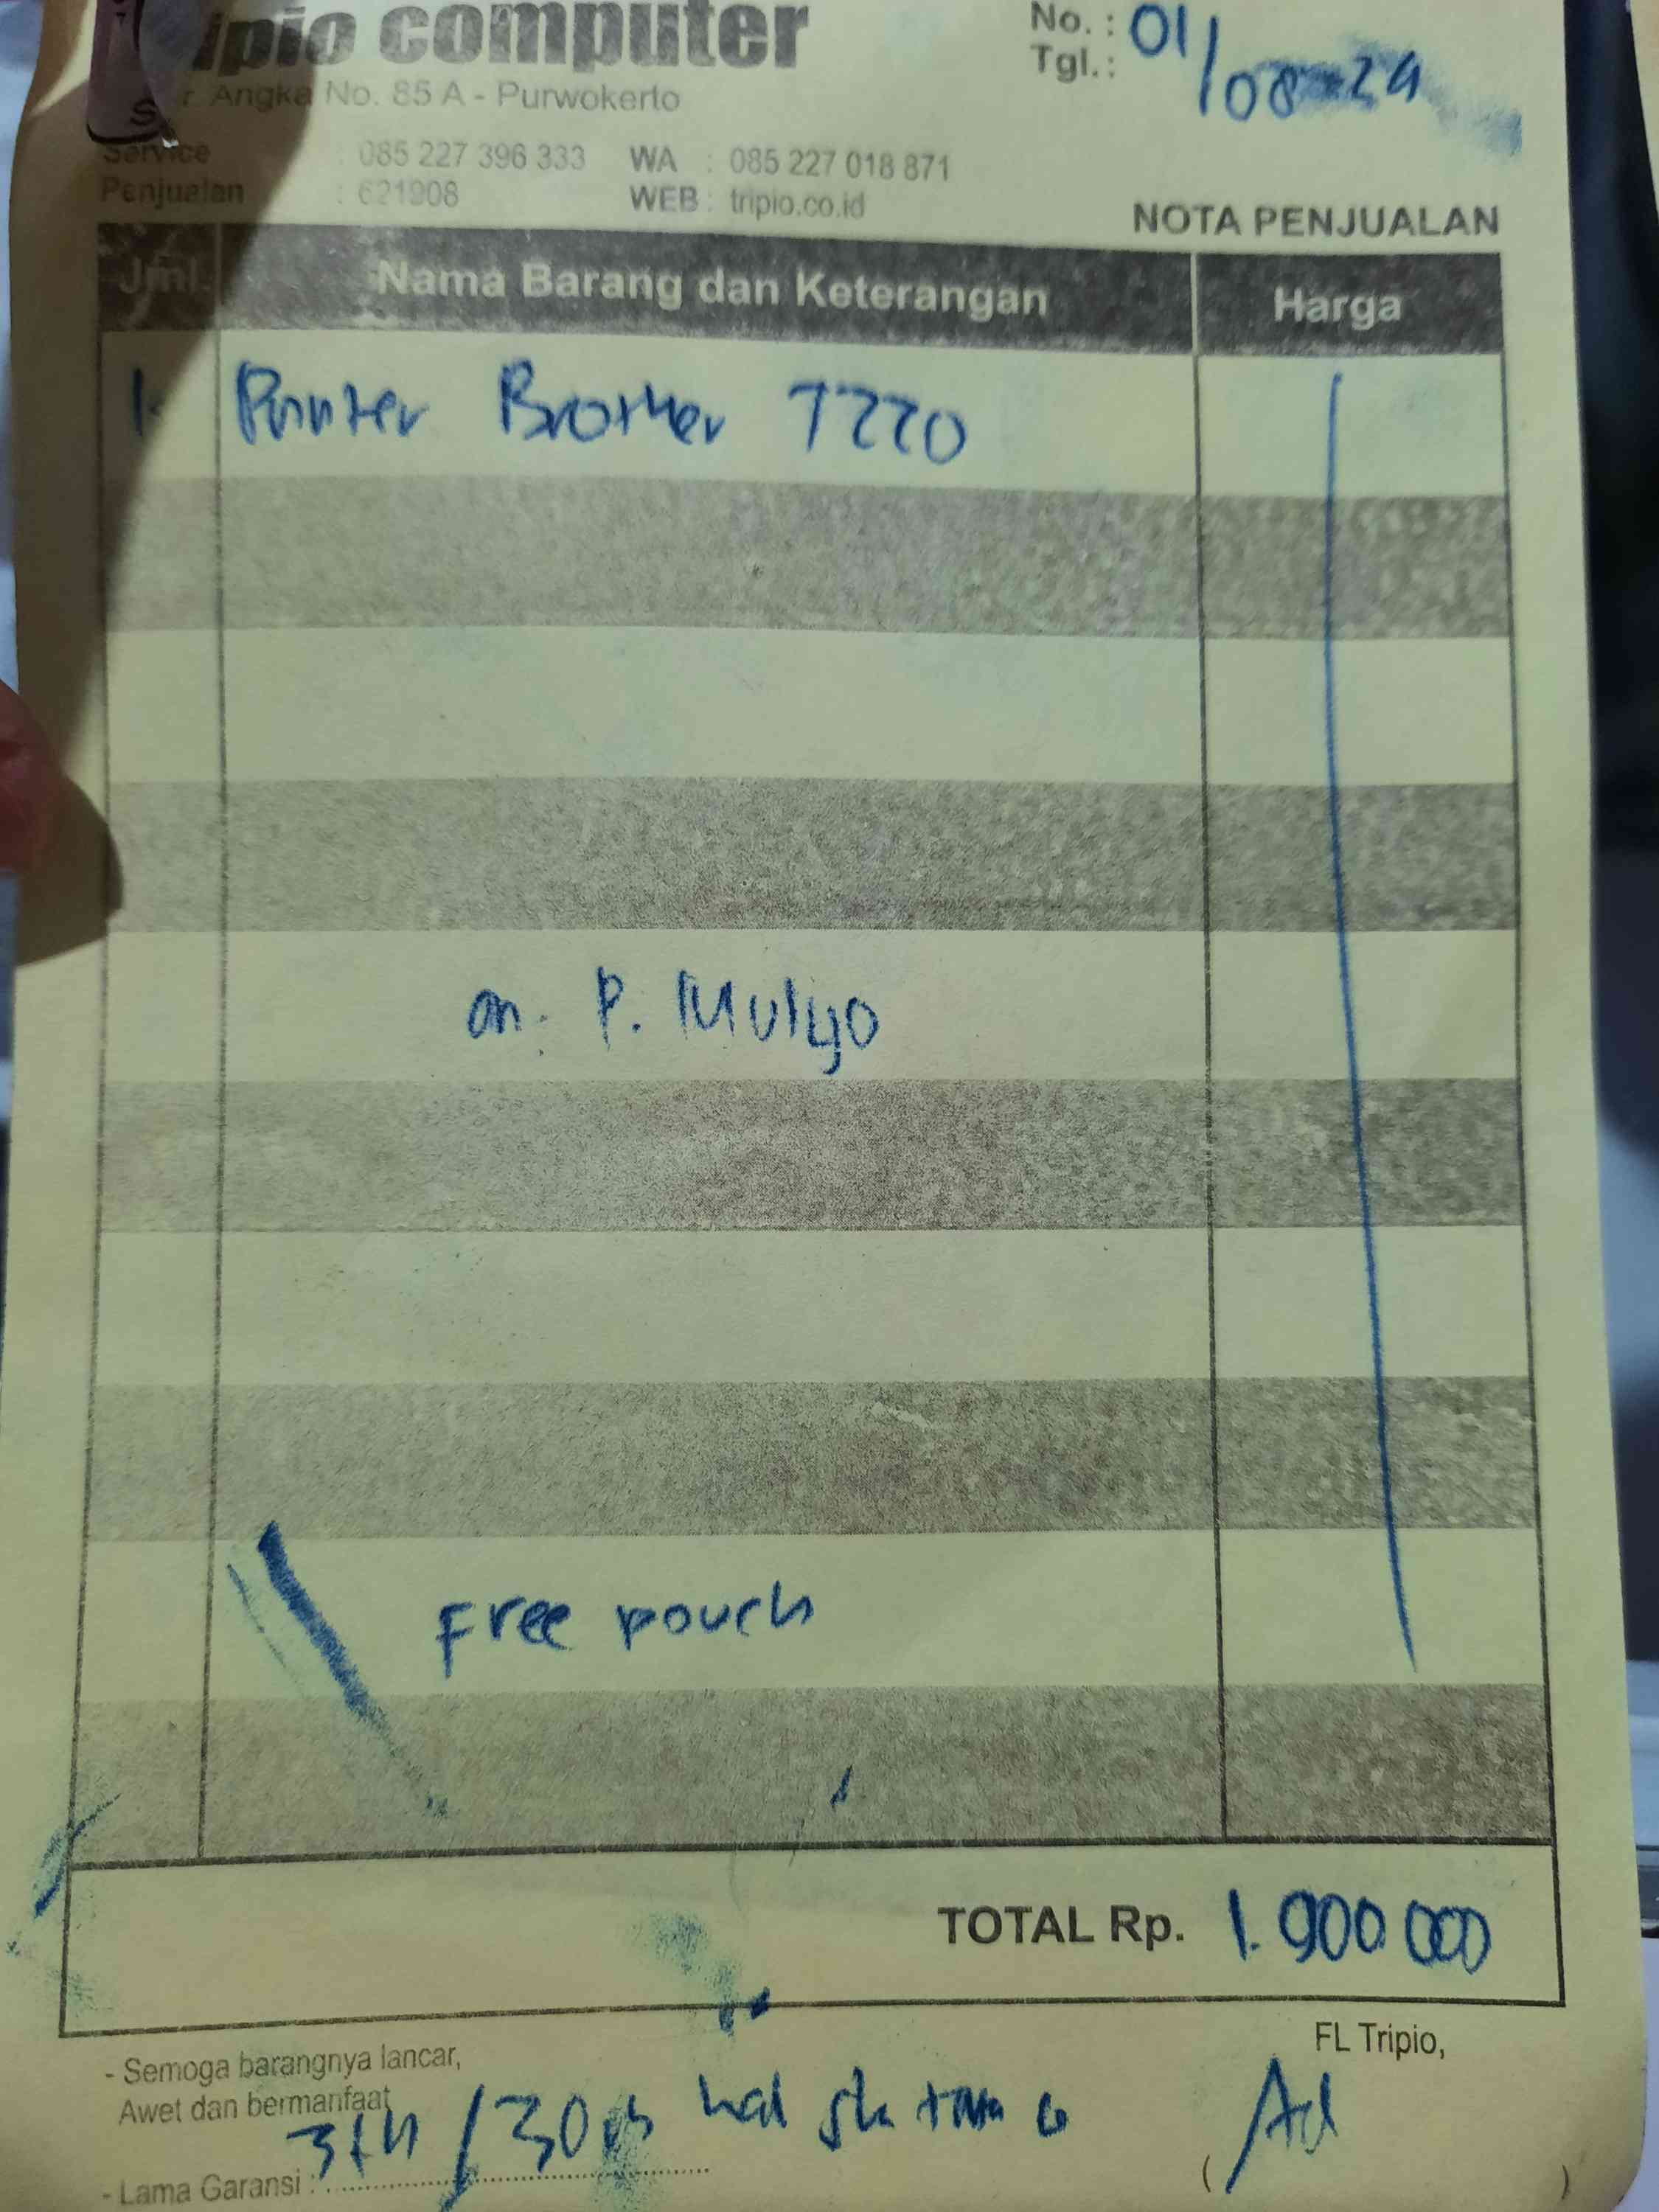 computer
No. : 01/08-24
Tgl. :
Angka No. 85 A - Purwokerto
Service : 085 227 396 333 WA : 085 227 018 871
Penjualan : 621908 WEB : tripio.co.id
NOTA PENJUALAN
Jml. Nama Barang dan Keterangan Harga
1 Printer Brother T220
an. P. Mulyo
Free pouch
TOTAL Rp. 1.900.000
FL Tripio,
- Semoga barangnya lancar,
Awet dan bermanfaat
- Lama Garansi : 3th / 30rb hal
( )